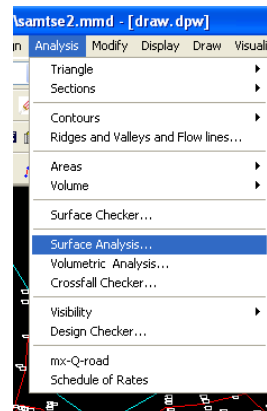 \samtse2.mmd - [draw.dpw]
Analysis Modify Display Draw
Triangle
Sections
Contours
Ridges and Valleys and Flow lines...
Areas
Volume
Surface Checker...
Surface Analysis...
Volumetric Analysis...
Crossfall Checker...
Visibility
Design Checker...
mx-Q-road
Schedule of Rates